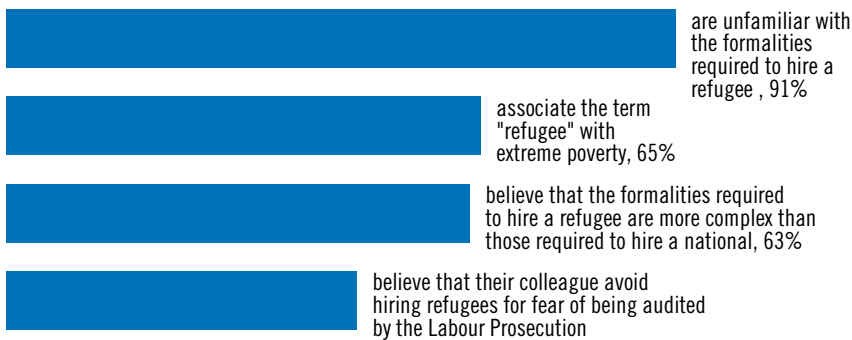 are unfamiliar with
the formalities
required to hire a
refugee , 91%
associate the term
"refugee" with
extreme poverty, 65%
believe that the formalities required
to hire a refugee are more complex than
those required to hire a national, 63%
believe that their colleague avoid
hiring refugees for fear of being audited
by the Labour Prosecution